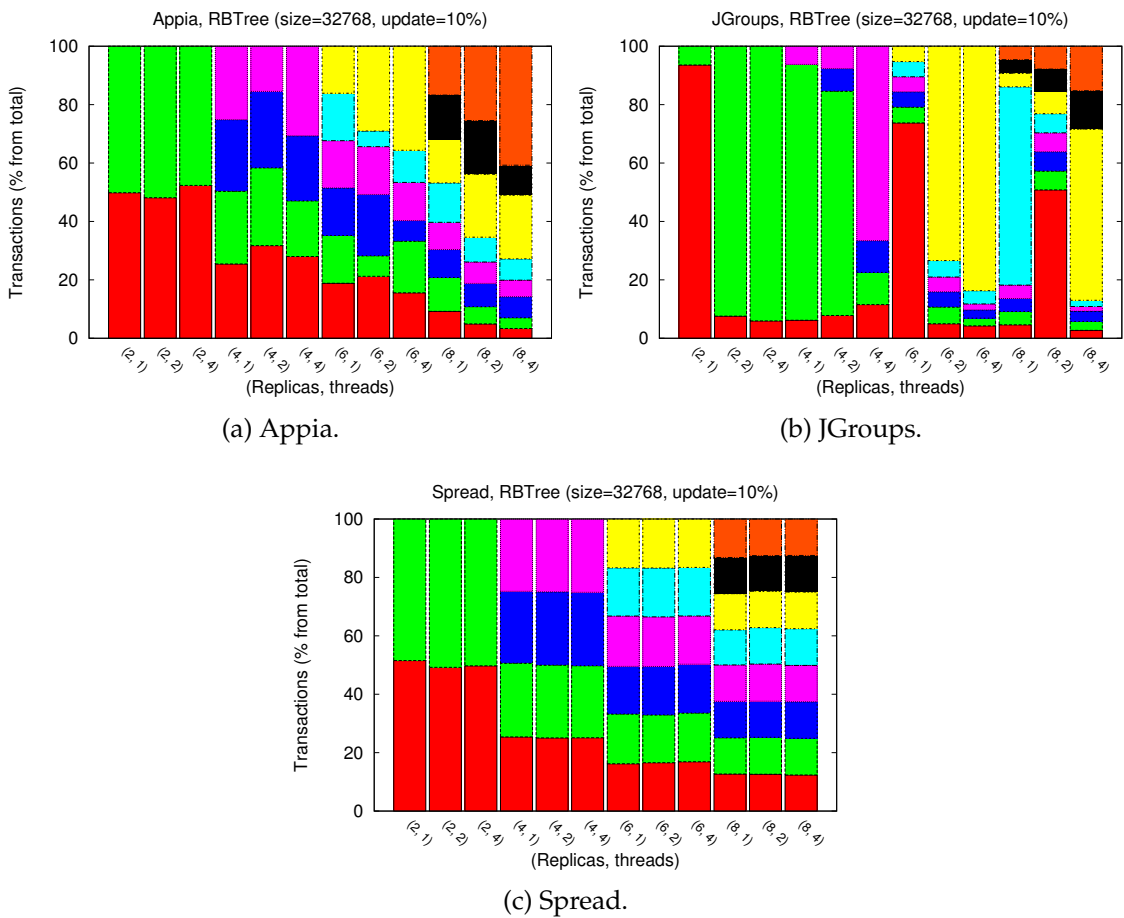 Appia, RBTree (size=32768, update=10%)
Transactions (% from total)
100
80
60
40
20
0
(2, 1) (2, 2) (2, 4) (4, 1) (4, 2) (4, 4) (6, 1) (6, 2) (6, 4) (8, 1) (8, 2) (8, 4)
(Replicas, threads)
(a) Appia.
JGroups, RBTree (size=32768, update=10%)
Transactions (% from total)
100
80
60
40
20
0
(2, 1) (2, 2) (2, 4) (4, 1) (4, 2) (4, 4) (6, 1) (6, 2) (6, 4) (8, 1) (8, 2) (8, 4)
(Replicas, threads)
(b) JGroups.
Spread, RBTree (size=32768, update=10%)
Transactions (% from total)
100
80
60
40
20
0
(2, 1) (2, 2) (2, 4) (4, 1) (4, 2) (4, 4) (6, 1) (6, 2) (6, 4) (8, 1) (8, 2) (8, 4)
(Replicas, threads)
(c) Spread.